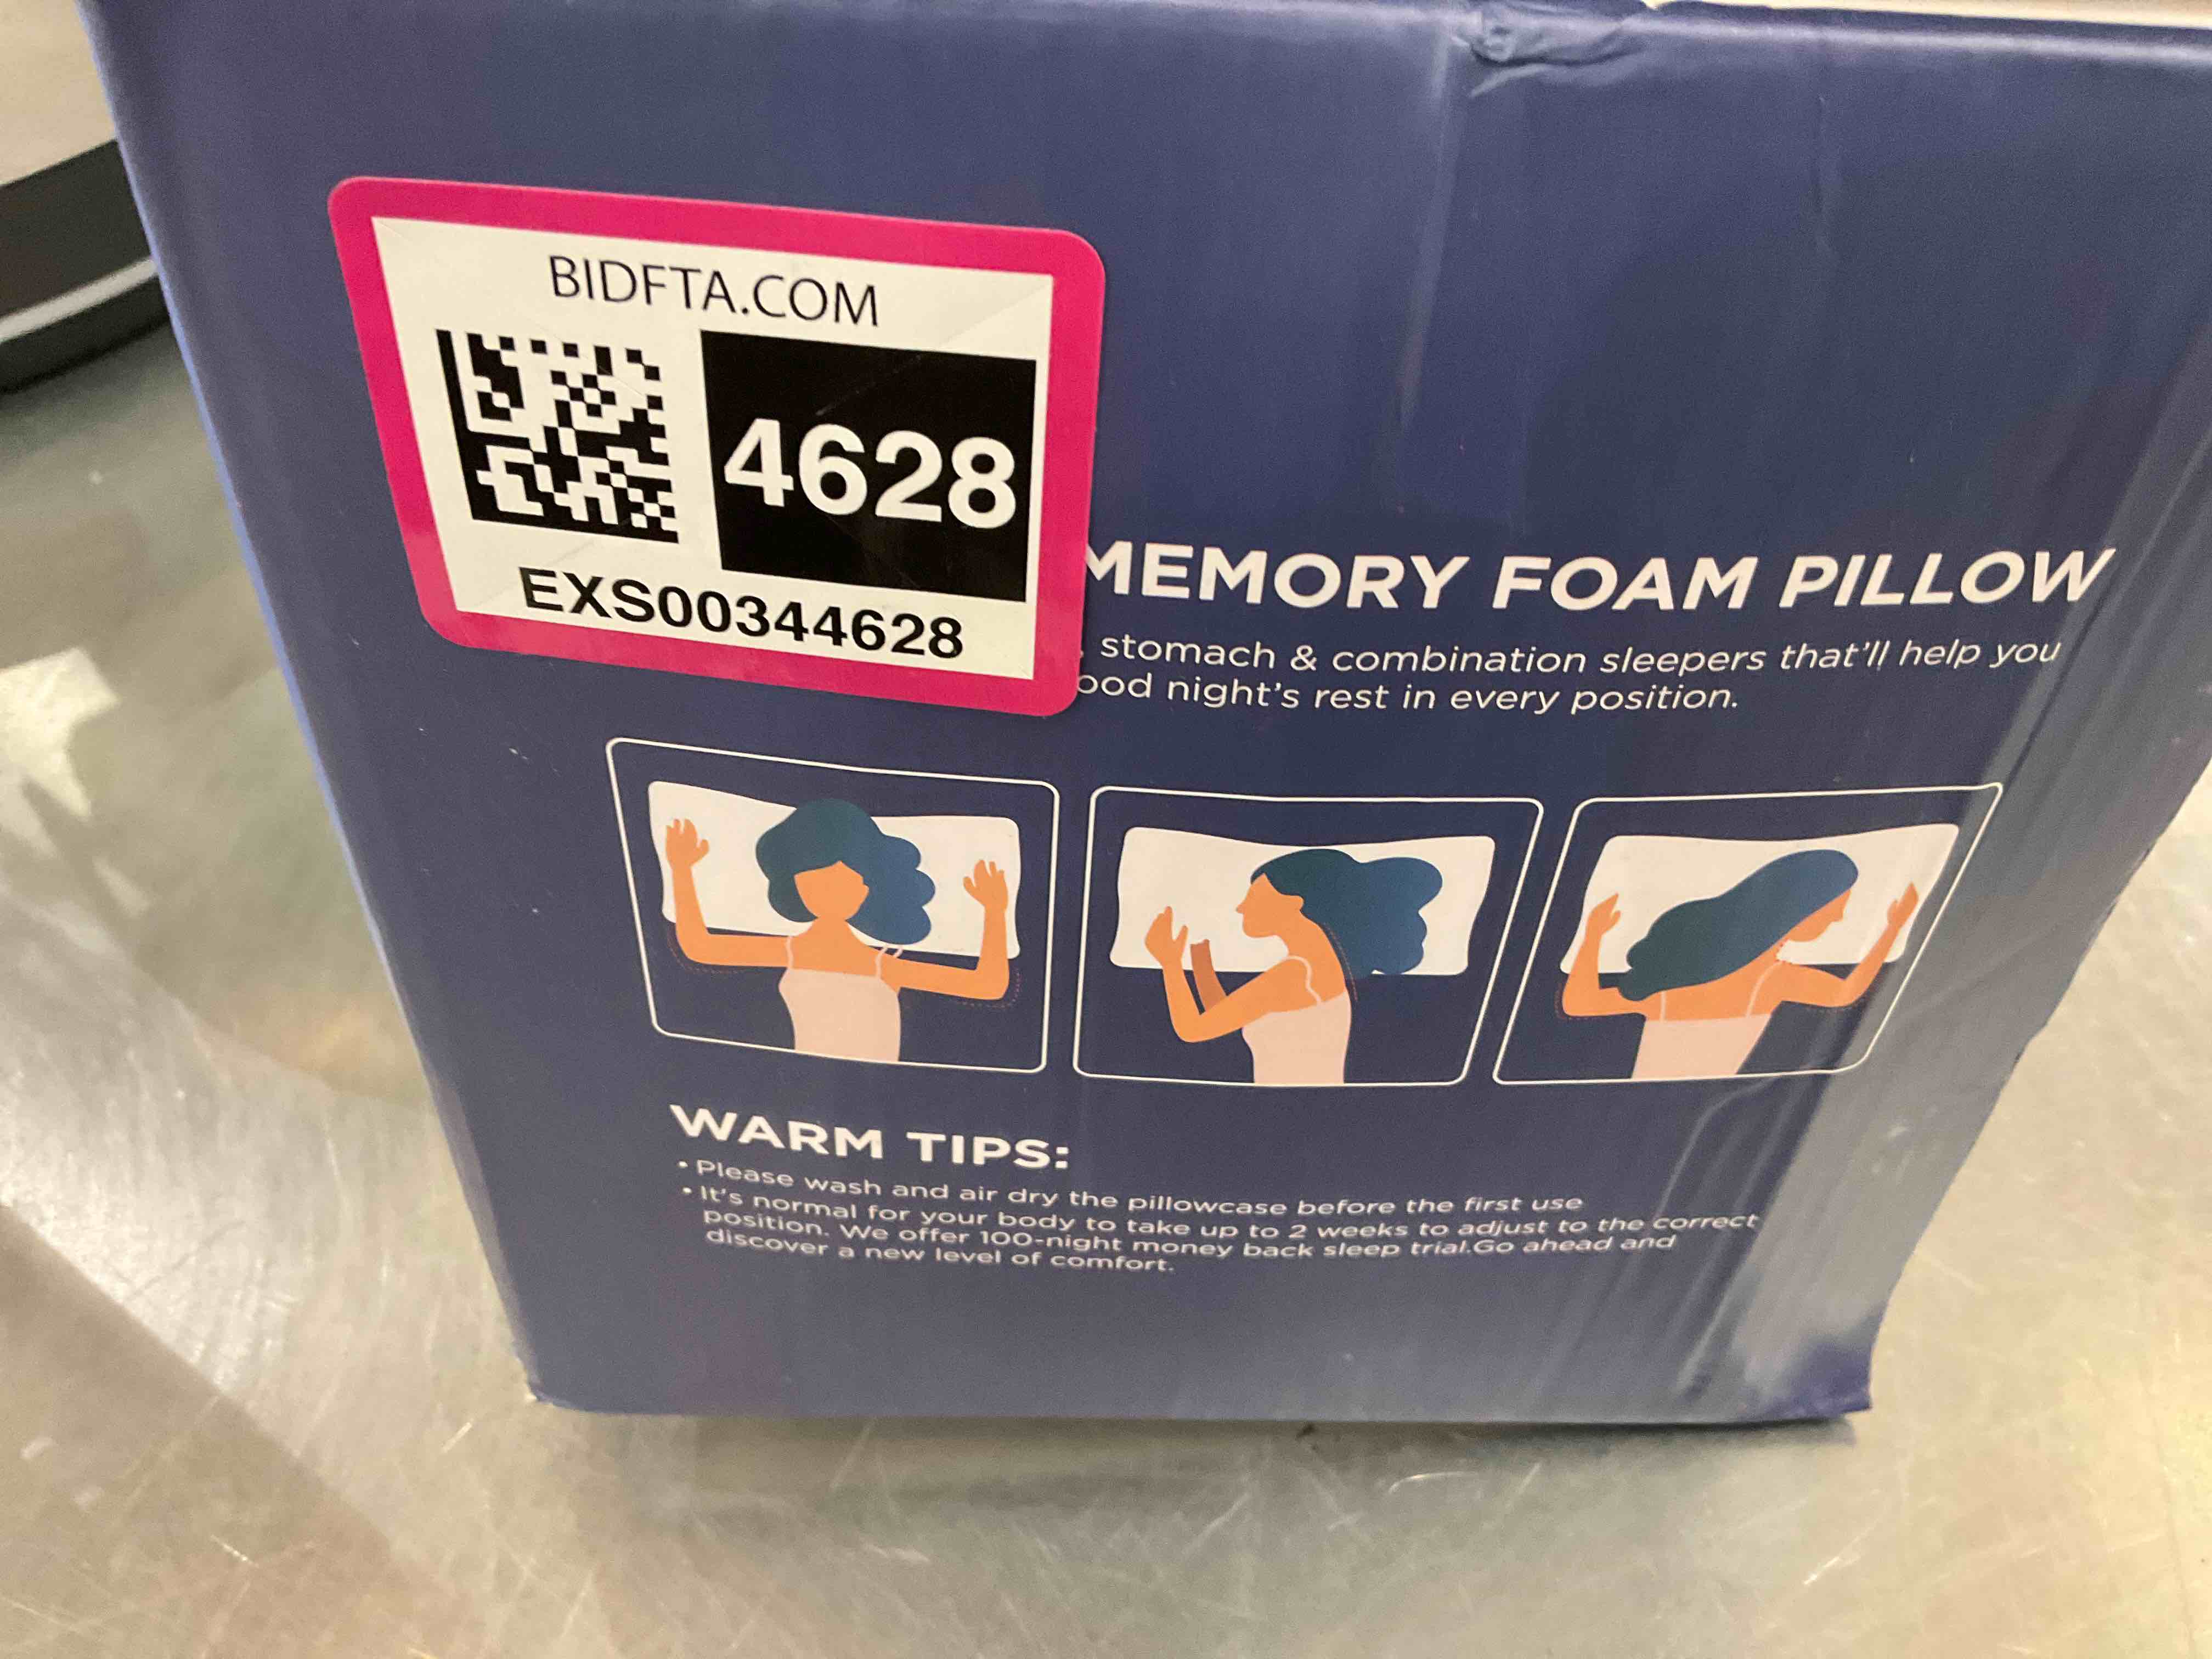 BIDFTA.COM
4628
EXS00344628
MEMORY FOAM PILLOW
stomach & combination sleepers that'll help you
ood night's rest in every position.
WARM TIPS:
• Please wash and air dry the pillowcase before the first use
• It's normal for your body to take up to 2 weeks to adjust to the correct
position. We offer 100-night money back sleep trial.Go ahead and
discover a new level of comfort.